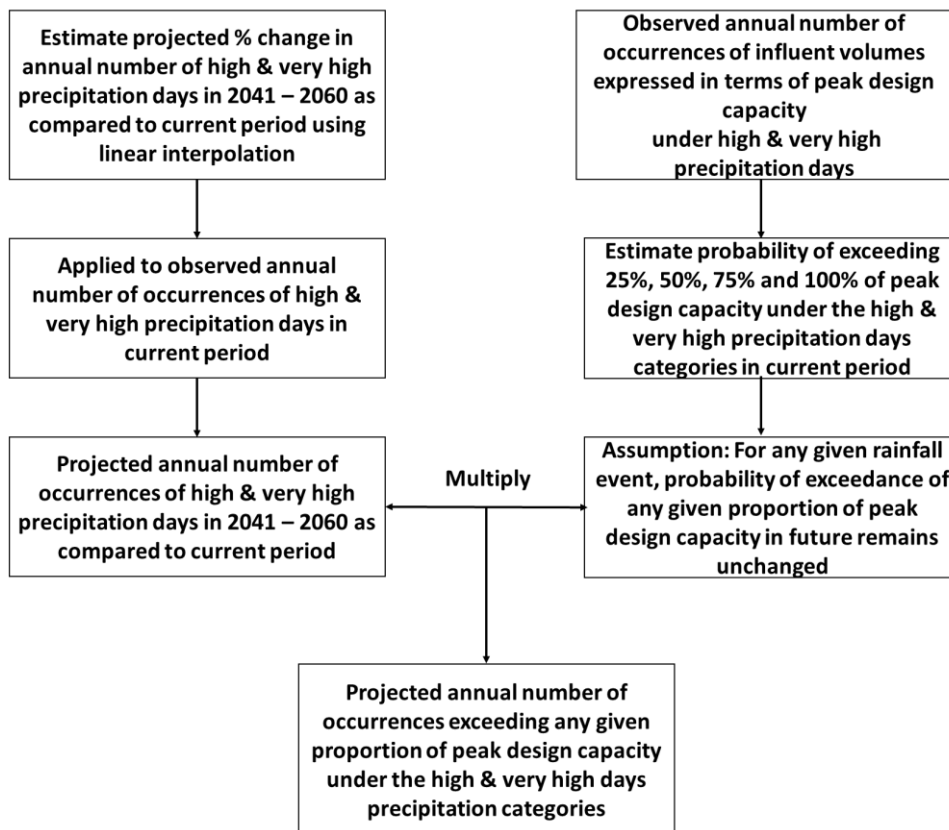 Estimate projected % change in
annual number of high & very high
precipitation days in 2041 – 2060 as
compared to current period using
linear interpolation
Observed annual number of
occurrences of influent volumes
expressed in terms of peak design
capacity
under high & very high
precipitation days
Applied to observed annual
number of occurrences of high &
very high precipitation days in
current period
Estimate probability of exceeding
25%, 50%, 75% and 100% of peak
design capacity under the high &
very high precipitation days
categories in current period
Projected annual number of
occurrences of high & very high
precipitation days in 2041 – 2060 as
compared to current period
Multiply
Assumption: For any given rainfall
event, probability of exceedance of
any given proportion of peak
design capacity in future remains
unchanged
Projected annual number of
occurrences exceeding any given
proportion of peak design capacity
under the high & very high days
precipitation categories